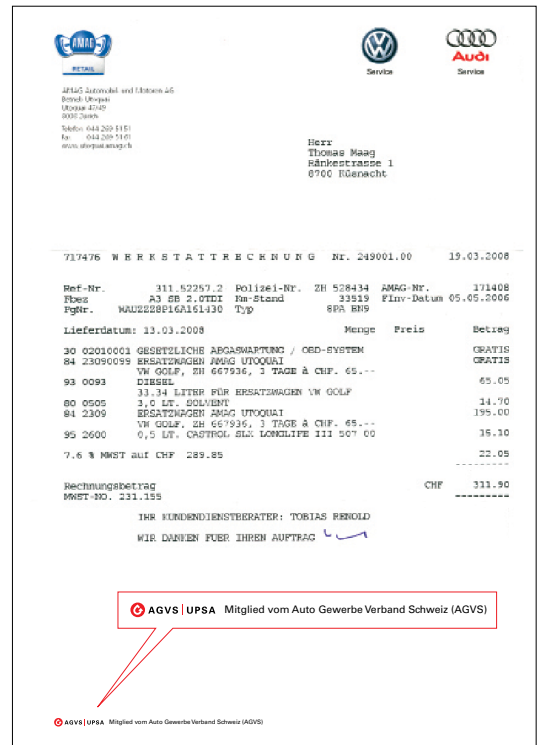 AMAG
RETAIL
Service
Audi
Service
AMAG Automobil und Motoren AG
Betrieb Utoquai
Utoquai 47/49
8008 Zürich
Telefon 044 269 51 51
Fax 044 269 51 61
www.utoquai.amag.ch
Herr
Thomas Maag
Ränkestrasse 1
8700 Küsnacht
717476 WERKSTATTRECHNUNG Nr. 249001.00 19.03.2008
Ref-Nr. 311.52257.2 Polizei-Nr. ZH 528434 AMAG-Nr. 171408
Fbez A3 SB 2.0TDI Km-Stand 33519 FInv-Datum 05.05.2006
FgNr. WAUZZZ8P16A161430 Typ 8PA BN9
Lieferdatum: 13.03.2008 Menge Preis Betrag
30 02010001 GESETZLICHE ABGASWARTUNG / OBD-SYSTEM GRATIS
84 23090099 ERSATZWAGEN AMAG UTOQUAI GRATIS
VW GOLF, ZH 667936, 1 TAGE à CHF. 65.--
93 0093 DIESEL 65.05
33.34 LITER FÜR ERSATZWAGEN VW GOLF
80 0505 3,0 LT. SOLVENT 14.70
84 2309 ERSATZWAGEN AMAG UTOQUAI 195.00
VW GOLF, ZH 667936, 3 TAGE à CHF. 65.--
95 2600 0,5 LT. CASTROL SLX LONGLIFE III 507 00 15.10
7.6 % MWST auf CHF 289.85 22.05
Rechnungsbetrag CHF 311.90
MWST-NO. 231.155
IHR KUNDENDIENSTBERATER: TOBIAS RENOLD
WIR DANKEN FUER IHREN AUFTRAG
AGVS UPSA Mitglied vom Auto Gewerbe Verband Schweiz (AGVS)
AGVS UPSA Mitglied vom Auto Gewerbe Verband Schweiz (AGVS)